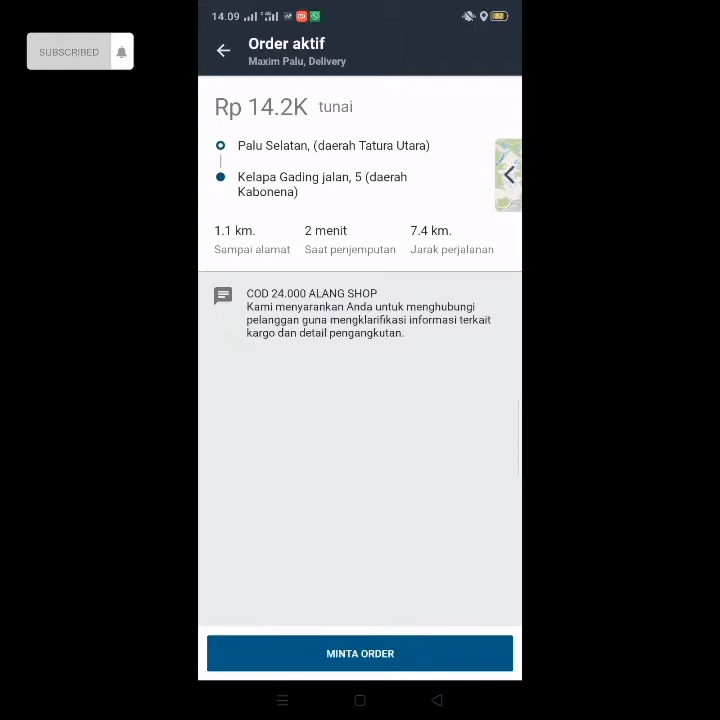 SUBSCRIBED
14.09
Order aktif
Maxim Palu, Delivery
Rp 14.2K tunai
Palu Selatan, (daerah Tatura Utara)
Kelapa Gading jalan, 5 (daerah
Kabonena)
1.1 km. 2 menit 7.4 km.
Sampai alamat Saat penjemputan Jarak perjalanan
COD 24.000 ALANG SHOP
Kami menyarankan Anda untuk menghubungi
pelanggan guna mengklarifikasi informasi terkait
kargo dan detail pengangkutan.
MINTA ORDER